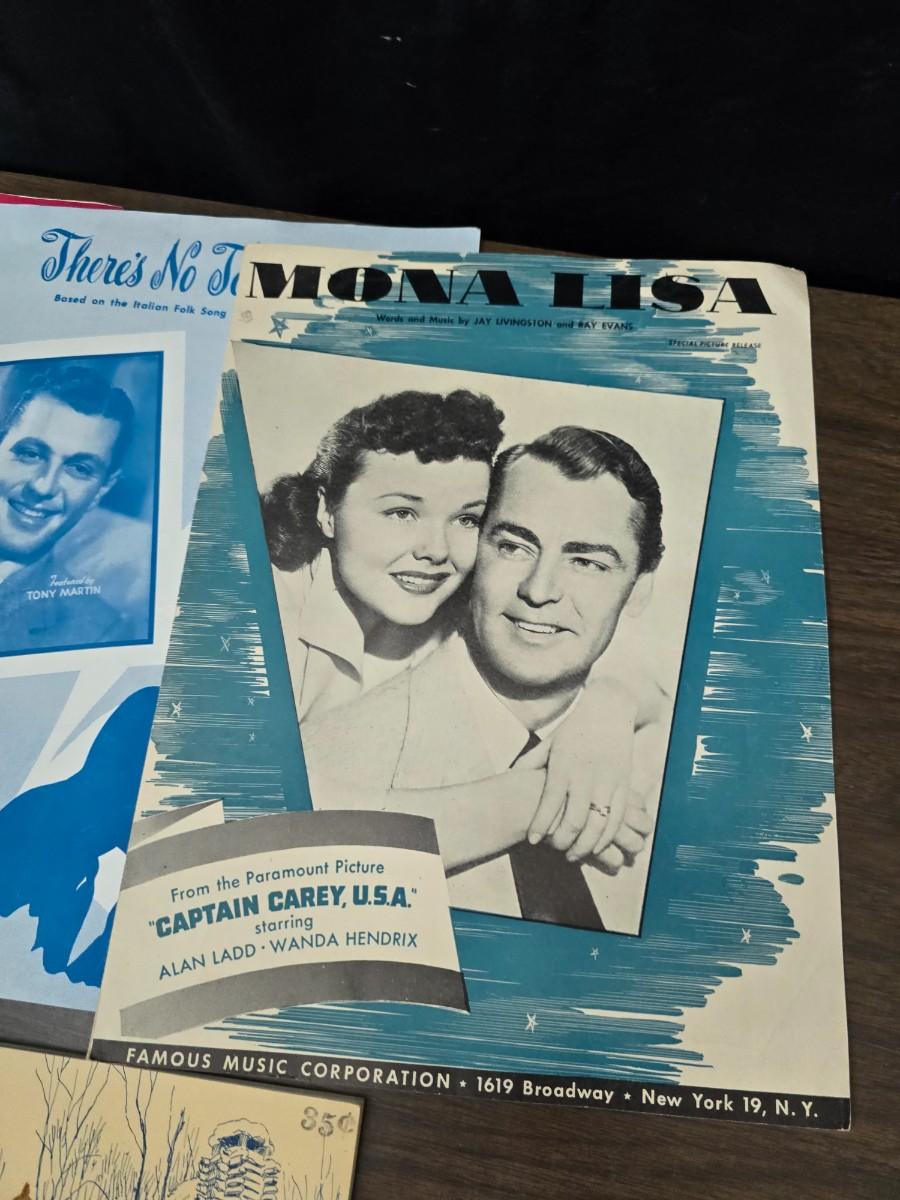 There's No
Based on the Italian Folk Song
Featured by
TONY MARTIN
MONA LISA
Words and Music by JAY LIVINGSTON and RAY EVANS
SPECIAL PICTURE RELEASE
From the Paramount Picture
"CAPTAIN CAREY, U.S.A."
starring
ALAN LADD · WANDA HENDRIX
FAMOUS MUSIC CORPORATION ★ 1619 Broadway ★ New York 19, N. Y.
35¢